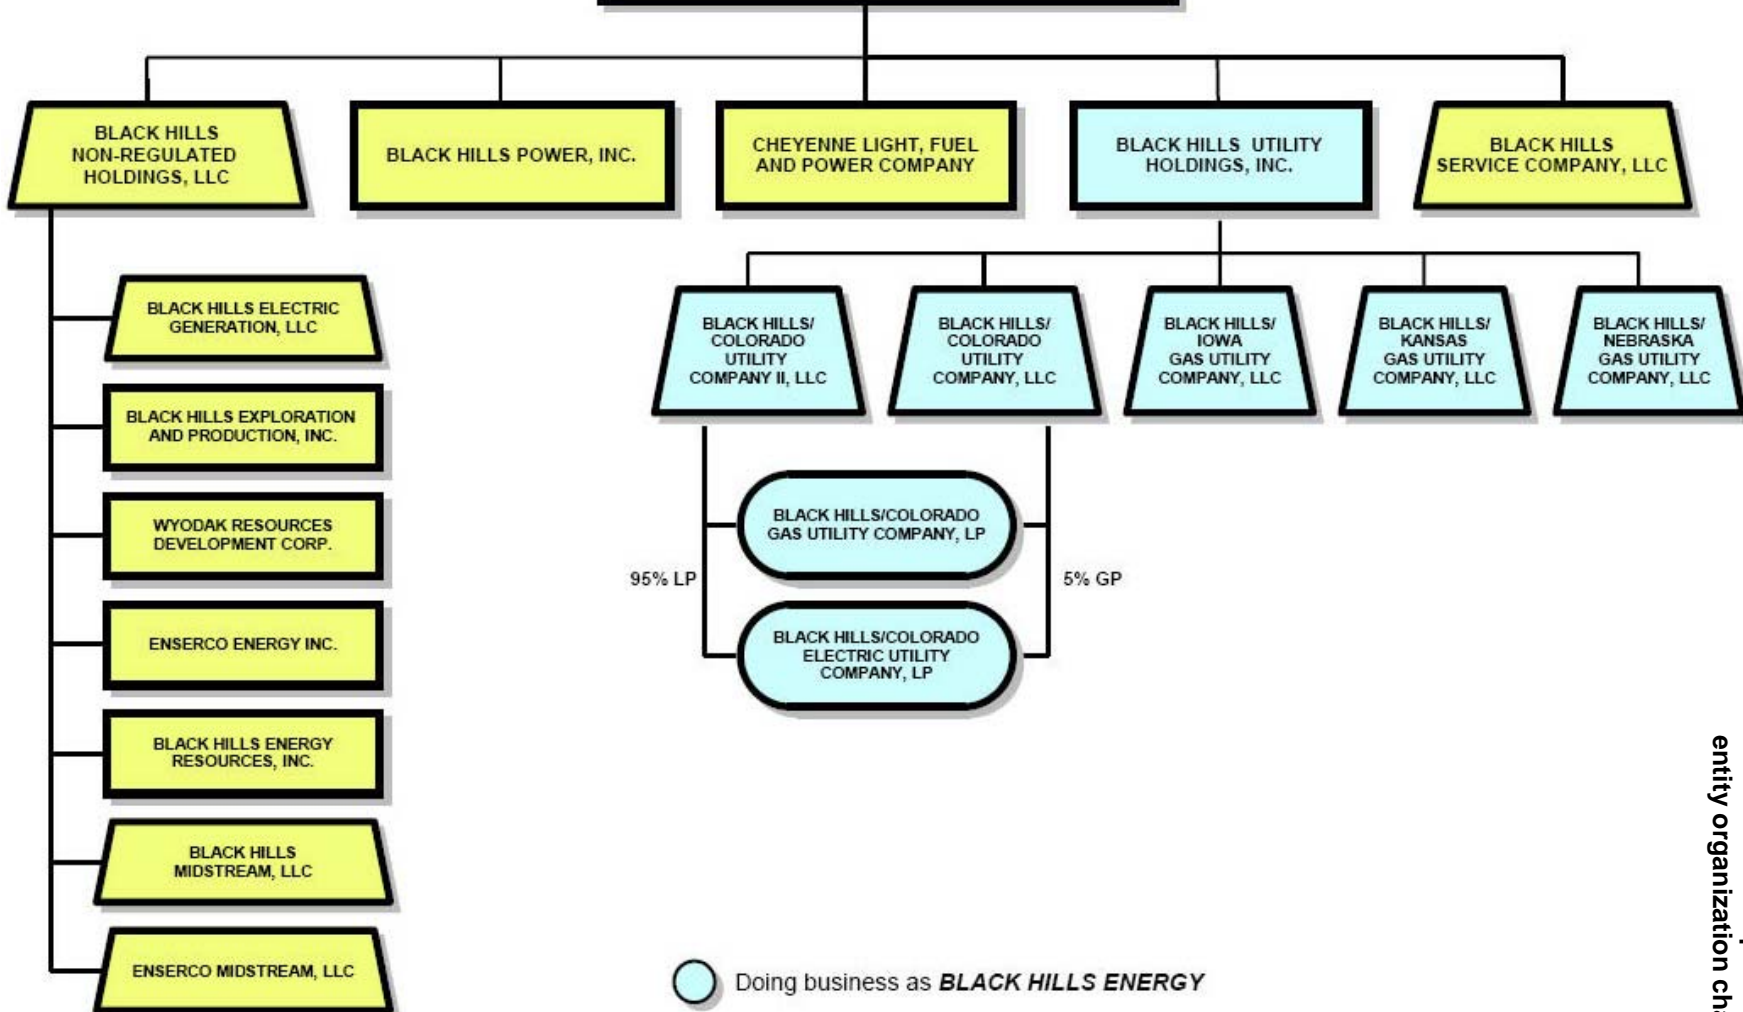 BLACK HILLS
NON-REGULATED
HOLDINGS, LLC
BLACK HILLS POWER, INC.
CHEYENNE LIGHT, FUEL
AND POWER COMPANY
BLACK HILLS UTILITY
HOLDINGS, INC.
BLACK HILLS
SERVICE COMPANY, LLC
BLACK HILLS ELECTRIC
GENERATION, LLC
BLACK HILLS EXPLORATION
AND PRODUCTION, INC.
WYODAK RESOURCES
DEVELOPMENT CORP.
ENSERCO ENERGY INC.
BLACK HILLS ENERGY
RESOURCES, INC.
BLACK HILLS
MIDSTREAM, LLC
ENSERCO MIDSTREAM, LLC
BLACK HILLS/
COLORADO
UTILITY
COMPANY II, LLC
BLACK HILLS/
COLORADO
UTILITY
COMPANY, LLC
BLACK HILLS/
IOWA
GAS UTILITY
COMPANY, LLC
BLACK HILLS/
KANSAS
GAS UTILITY
COMPANY, LLC
BLACK HILLS/
NEBRASKA
GAS UTILITY
COMPANY, LLC
BLACK HILLS/COLORADO
GAS UTILITY COMPANY, LP
95% LP
5% GP
BLACK HILLS/COLORADO
ELECTRIC UTILITY
COMPANY, LP
Doing business as BLACK HILLS ENERGY
entity organization